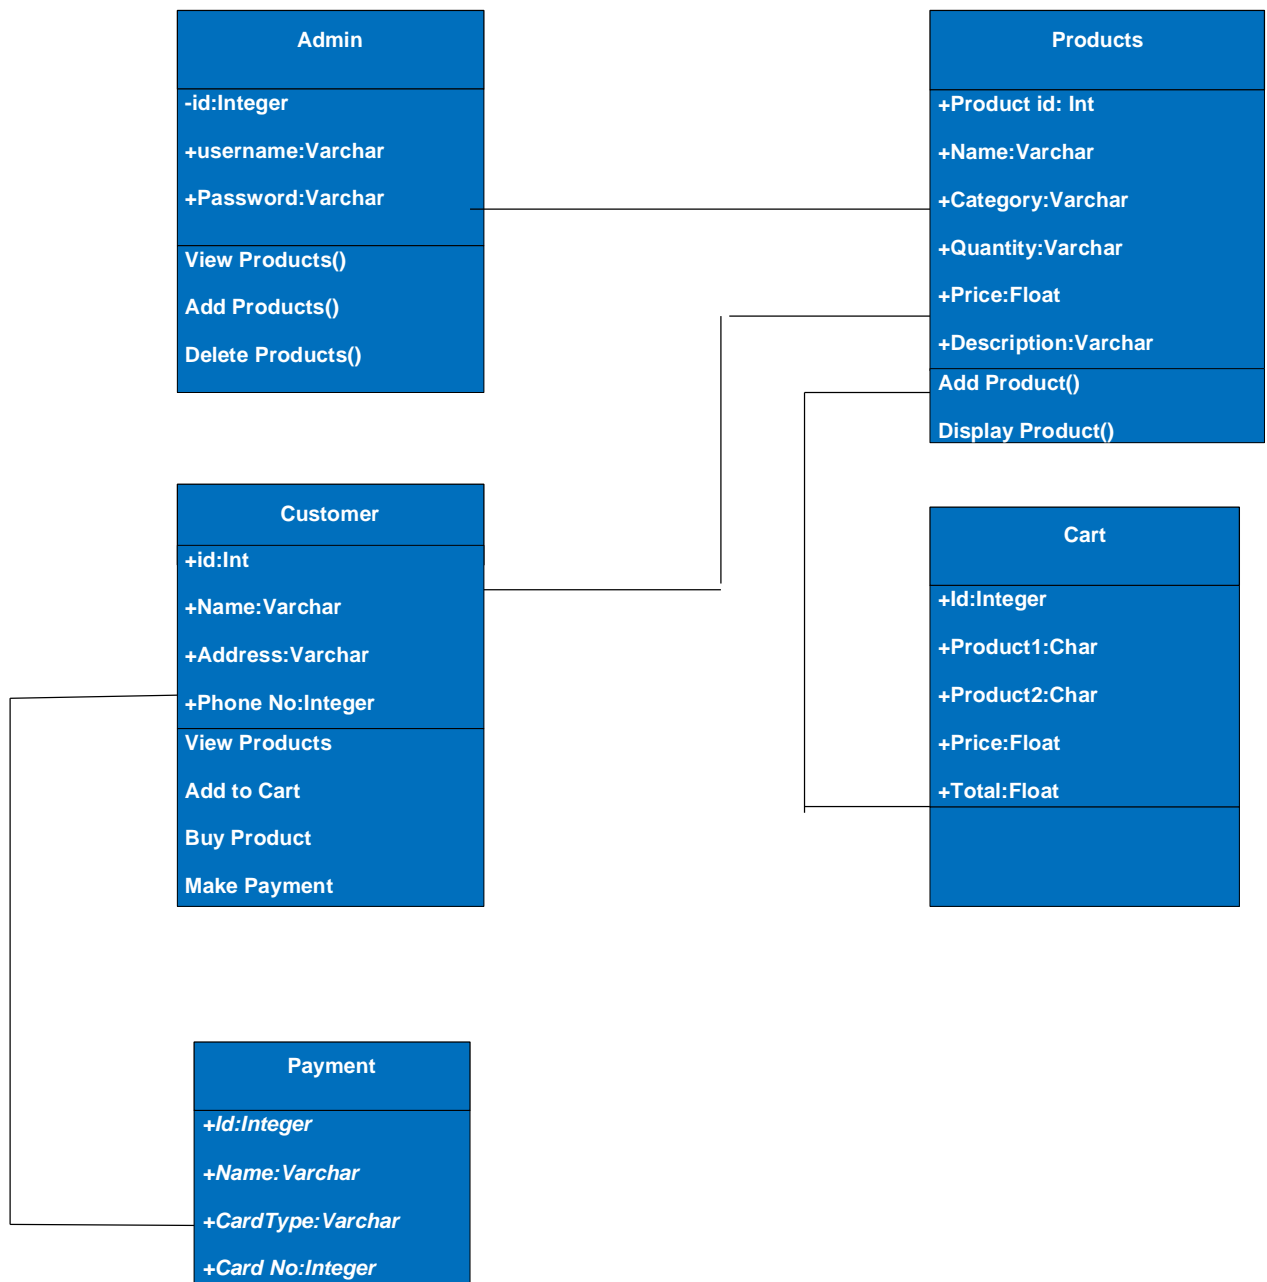 Admin
-id:Integer
+username:Varchar
+Password:Varchar
View Products()
Add Products()
Delete Products()
Products
+Product id: Int
+Name:Varchar
+Category:Varchar
+Quantity:Varchar
+Price:Float
+Description:Varchar
Add Product()
Display Product()
Customer
+id:Int
+Name:Varchar
+Address:Varchar
+Phone No:Integer
View Products
Add to Cart
Buy Product
Make Payment
Cart
+Id:Integer
+Product1:Char
+Product2:Char
+Price:Float
+Total:Float
Payment
+Id:Integer
+Name:Varchar
+CardType:Varchar
+Card No:Integer